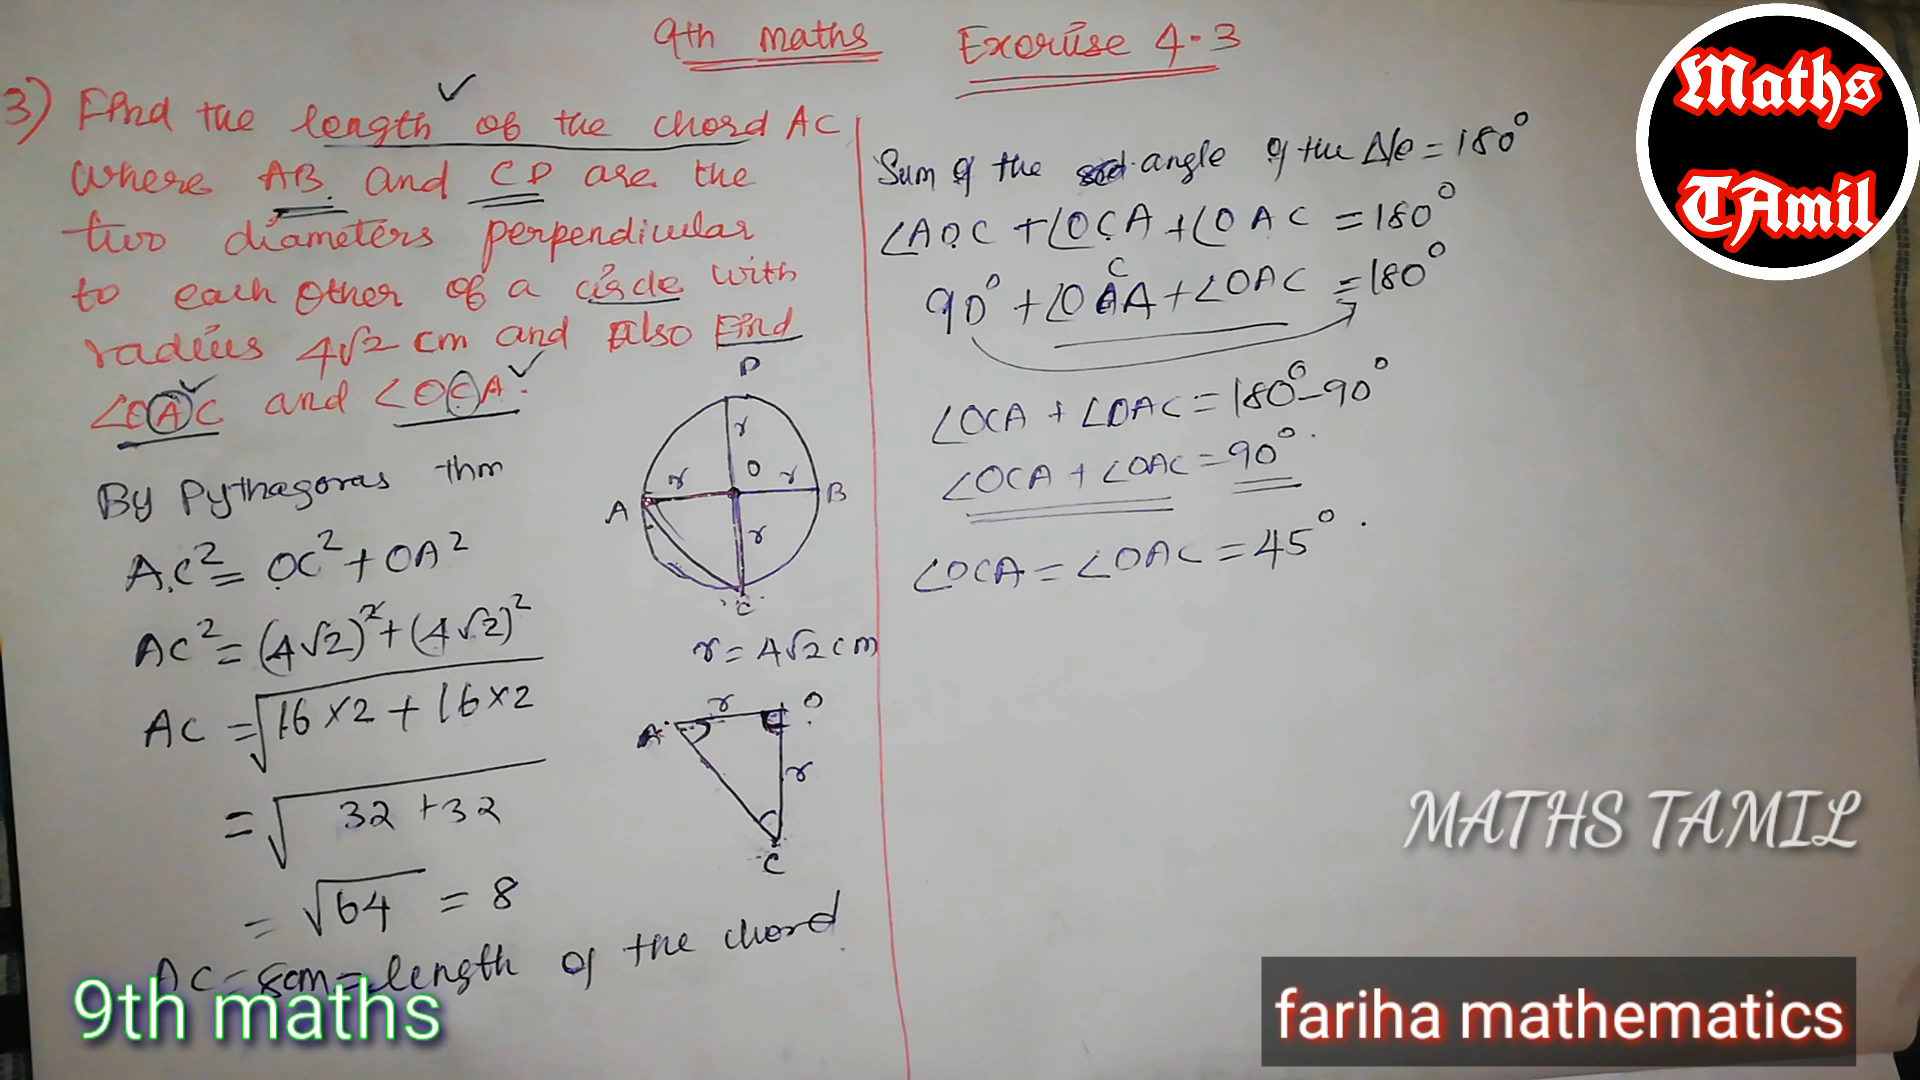 9th maths Exercise 4.3
3) Find the length of the chord AC
where AB and CD are the
two diameters perpendicular
to each other of a circle with
radius 4√2 cm and also Find
∠OAC and ∠OCA.
By Pythagoras thm
AC² = OC² + OA²
AC² = (4√2)² + (4√2)²
AC = √16×2 + 16×2
= √32 + 32
= √64 = 8
AC = 8cm = length of the chord
D
r
O
r
r
A
B
r
C
r = 4√2 cm
r
O
A
r
C
Sum of the angle of the Δle = 180°
∠AOC + ∠OCA + ∠OAC = 180°
90° + ∠OCA + ∠OAC = 180°
∠OCA + ∠OAC = 180° - 90°
∠OCA + ∠OAC = 90°
∠OCA = ∠OAC = 45°
Maths
TAmil
MATHS TAMIL
9th maths
fariha mathematics